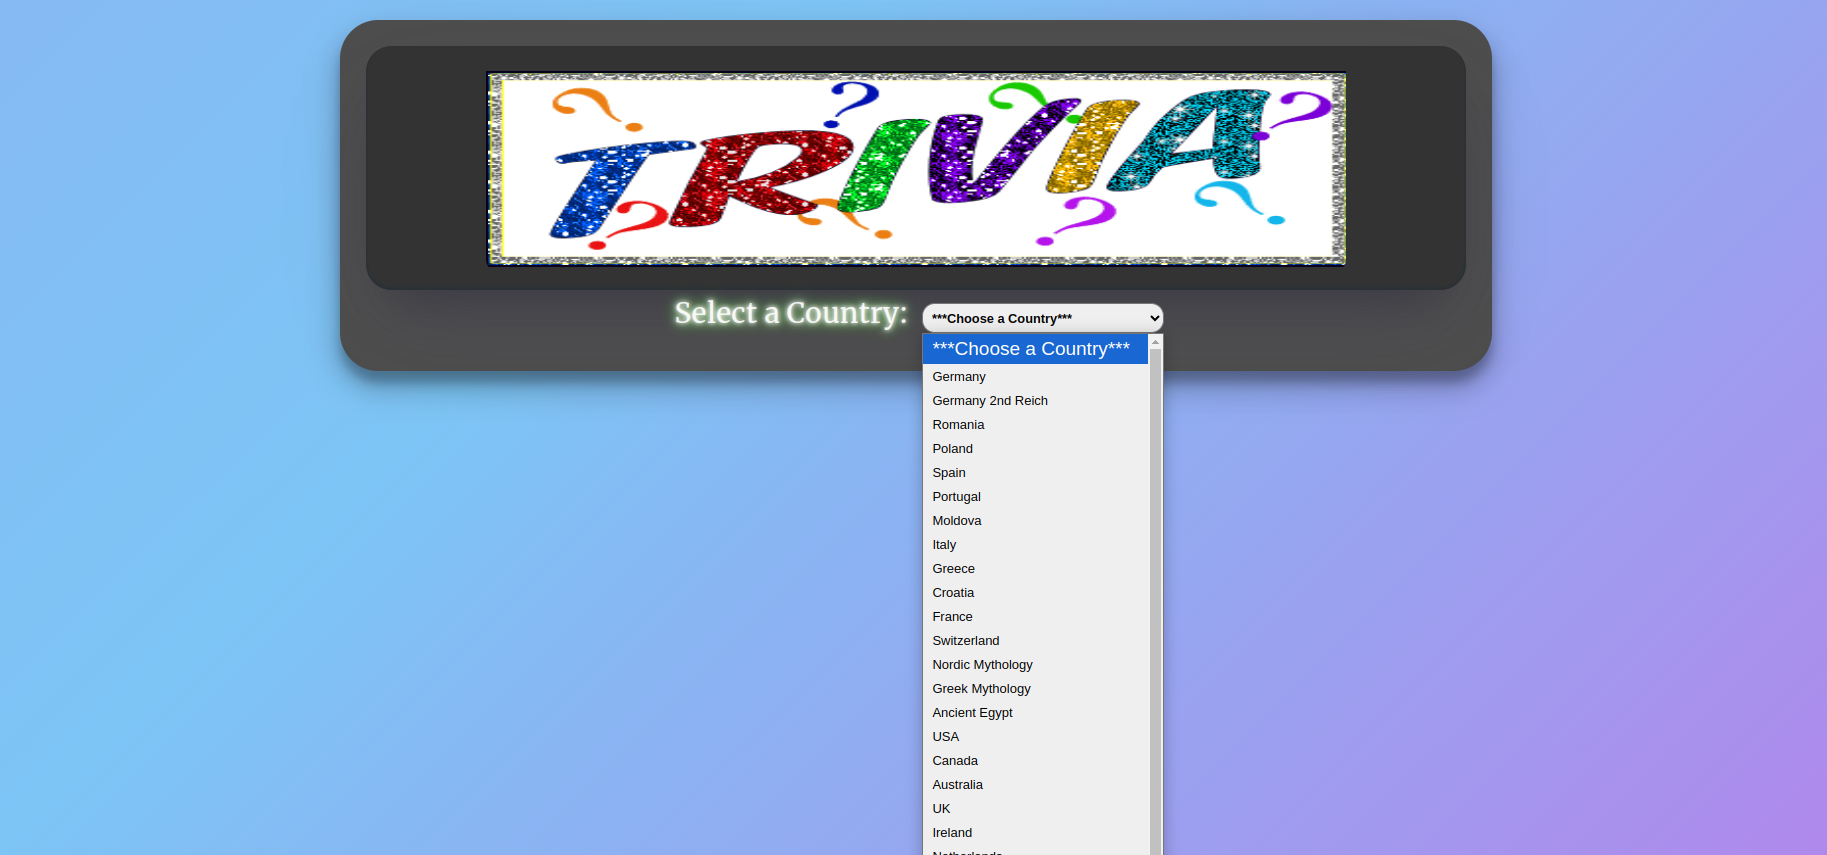 TRIVIA
Select a Country:
***Choose a Country***
***Choose a Country***
Germany
Germany 2nd Reich
Romania
Poland
Spain
Portugal
Moldova
Italy
Greece
Croatia
France
Switzerland
Nordic Mythology
Greek Mythology
Ancient Egypt
USA
Canada
Australia
UK
Ireland